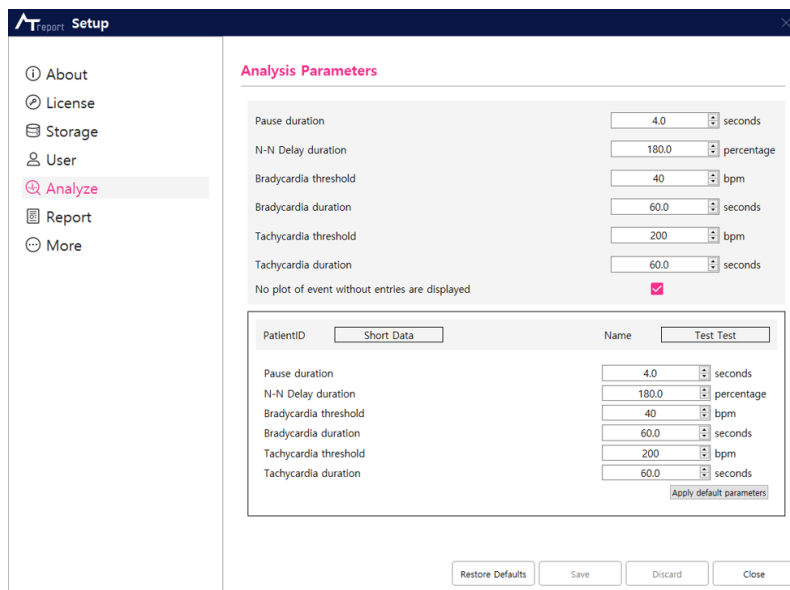 ATreport Setup
About
License
Storage
User
Analyze
Report
More
Analysis Parameters
Pause duration 4.0 seconds
N-N Delay duration 180.0 percentage
Bradycardia threshold 40 bpm
Bradycardia duration 60.0 seconds
Tachycardia threshold 200 bpm
Tachycardia duration 60.0 seconds
No plot of event without entries are displayed
PatientID Short Data Name Test Test
Pause duration 4.0 seconds
N-N Delay duration 180.0 percentage
Bradycardia threshold 40 bpm
Bradycardia duration 60.0 seconds
Tachycardia threshold 200 bpm
Tachycardia duration 60.0 seconds
Apply default parameters
Restore Defaults Save Discard Close